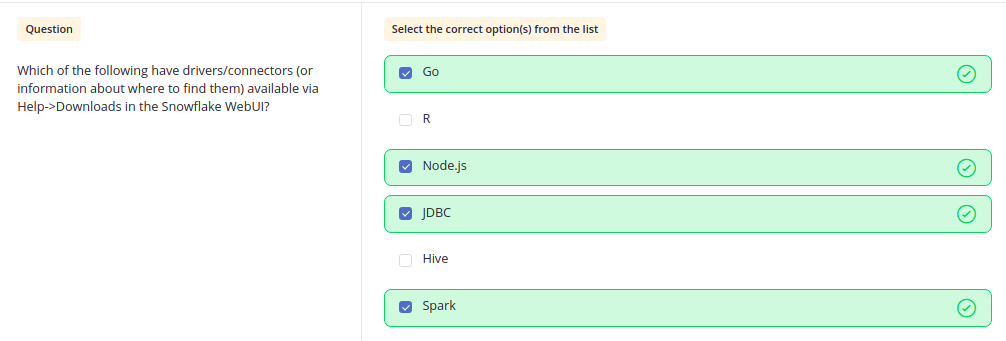 Question
Which of the following have drivers/connectors (or
information about where to find them) available via
Help->Downloads in the Snowflake WebUI?
Select the correct option(s) from the list
Go
R
Node.js
JDBC
Hive
Spark